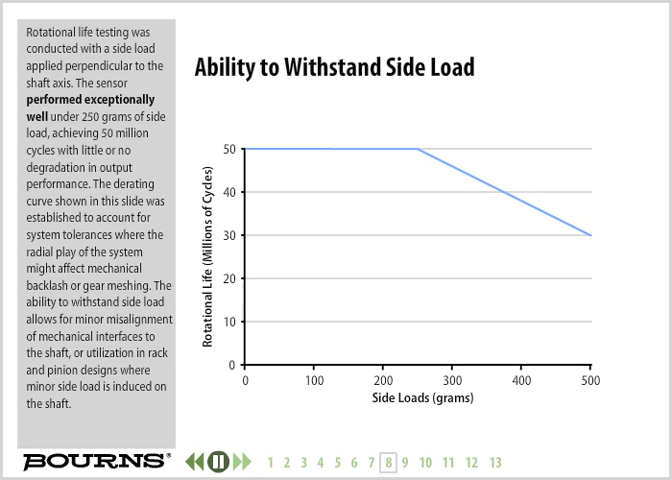 Rotational life testing was
conducted with a side load
applied perpendicular to the
shaft axis. The sensor
performed exceptionally
well under 250 grams of side
load, achieving 50 million
cycles with little or no
degradation in output
performance. The derating
curve shown in this slide was
established to account for
system tolerances where the
radial play of the system
might affect mechanical
backlash or gear meshing. The
ability to withstand side load
allows for minor misalignment
of mechanical interfaces to
the shaft, or utilization in rack
and pinion designs where
minor side load is induced on
the shaft.
Ability to Withstand Side Load
Rotational Life (Millions of Cycles)
50
40
30
20
10
0
0 100 200 300 400 500
Side Loads (grams)
BOURNS®
1 2 3 4 5 6 7 8 9 10 11 12 13